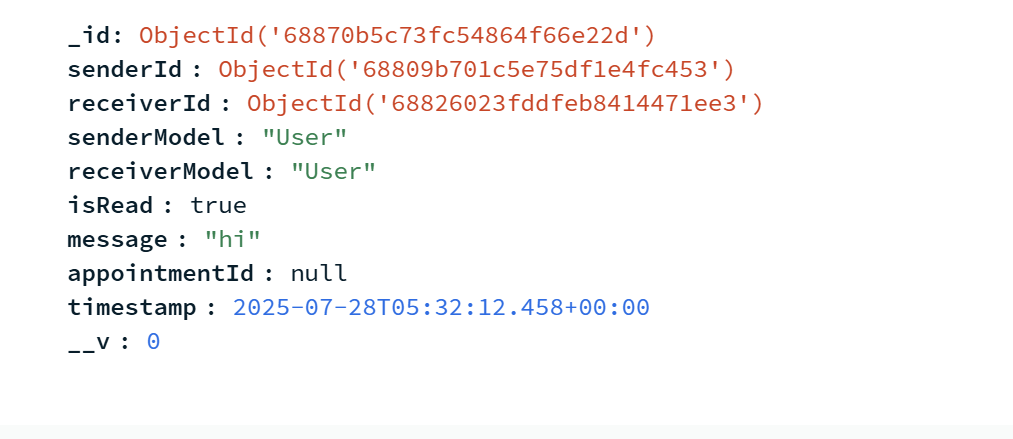 _id: ObjectId('68870b5c73fc54864f66e22d')
senderId : ObjectId('68809b701c5e75df1e4fc453')
receiverId : ObjectId('68826023fddfeb8414471ee3')
senderModel : "User"
receiverModel : "User"
isRead : true
message : "hi"
appointmentId : null
timestamp : 2025-07-28T05:32:12.458+00:00
__v : 0